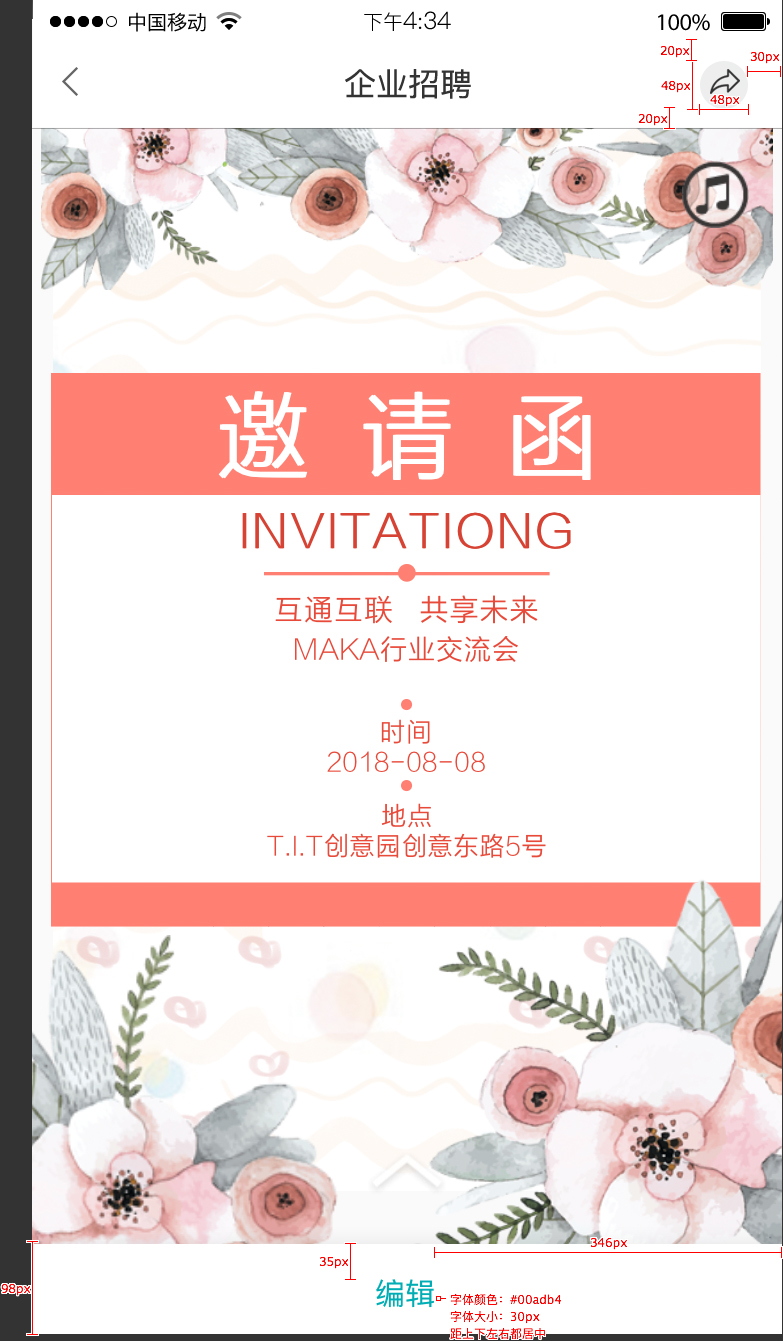 中国移动 下午4:34 100%
企业招聘
20px
30px
48px
48px
20px
邀请函
INVITATIONG
互通互联 共享未来
MAKA行业交流会
时间
2018-08-08
地点
T.I.T创意园创意东路5号
346px
35px
98px
编辑
字体颜色：#00adb4
字体大小：30px
距上下左右都居中